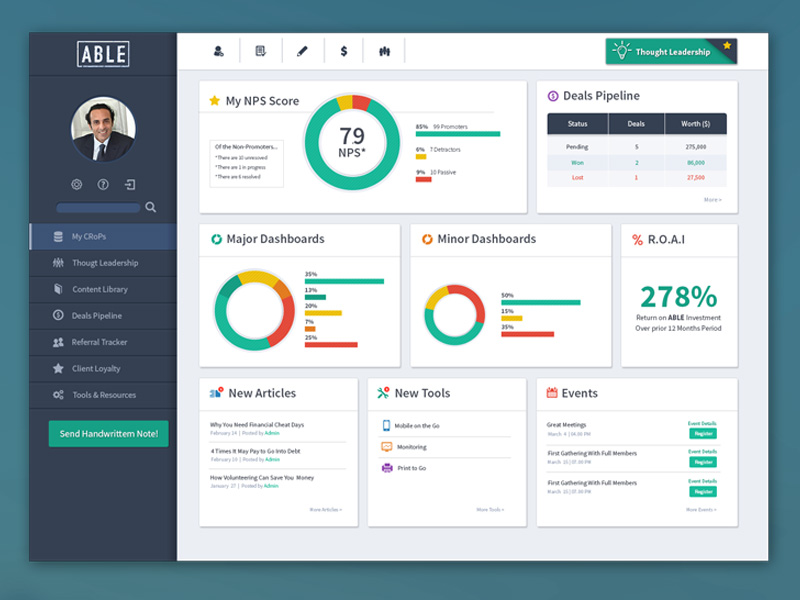 ABLE
Thought Leadership
My CRoPs
Thougt Leadership
Content Library
Deals Pipeline
Referral Tracker
Client Loyalty
Tools & Resources
Send Handwrittem Note!
My NPS Score
Of the Non-Promoters...
*There are 10 unresolved
*There are 1 in progress
*There are 6 resolved
79
NPS*
85% 99 Promoters
6% 7 Detractors
9% 10 Passive
Deals Pipeline
Status Deals Worth ($)
Pending 5 275,000
Won 2 86,000
Lost 1 27,500
More >
Major Dashboards
35%
13%
20%
7%
25%
Minor Dashboards
50%
15%
35%
% R.O.A.I
278%
Return on ABLE Investment
Over prior 12 Months Period
New Articles
Why You Need Financial Cheat Days
February 14 | Posted by Admin
4 Times It May Pay to Go Into Debt
February 10 | Posted by Admin
How Volunteering Can Save You Money
January 27 | Posted by Admin
More Articles >
New Tools
Mobile on the Go
Monitoring
Print to Go
More Tools >
Events
Great Meetings
Event Details
March 4 | 06:00 PM
Register
First Gathering With Full Members
Event Details
March 15 | 07:00 PM
Register
First Gathering With Full Members
Event Details
March 15 | 07:00 PM
Register
More Events >